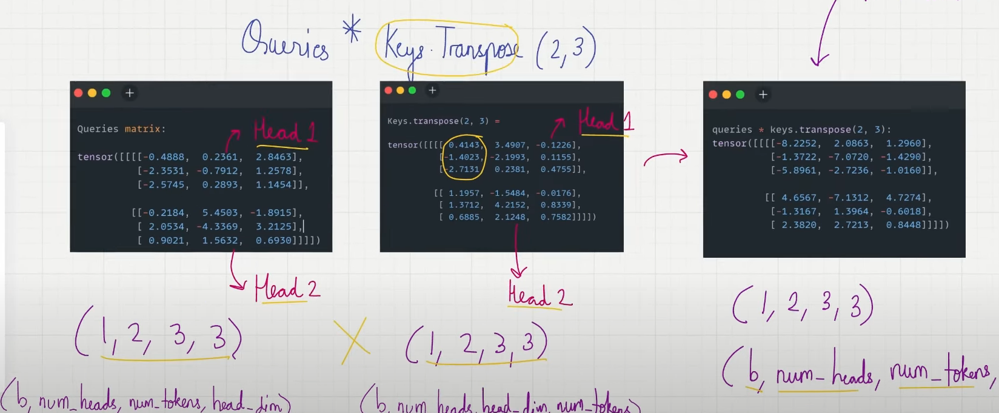 Queries * Keys.Transpose (2,3)
+
Queries matrix:
Head 1
tensor([[[[-0.4888, 0.2361, 2.8463],
[-2.3531, -0.7912, 1.2578],
[-2.5745, 0.2893, 1.1454]],
[[-0.2184, 5.4503, -1.8915],
[ 2.0534, -4.3369, 3.2125],
[ 0.9021, 1.5632, 0.6930]]]])
Head 2
(1, 2, 3, 3)
(b, num_heads, num_tokens, head_dim)
+
Keys.transpose(2, 3) =
Head 1
tensor([[[[ 0.4143, 3.4907, -0.1226],
[-1.4023, -2.1993, 0.1155],
[-2.7131, 0.2381, 0.4755]],
[[ 1.1957, -1.5484, -0.0176],
[ 1.3712, 4.2152, 0.8339],
[ 0.6885, 2.1248, 0.7582]]]])
Head 2
X
(1, 2, 3, 3)
(b, num_heads, head_dim, num_tokens)
+
queries * keys.transpose(2, 3):
tensor([[[[-8.2252, 2.0863, 1.2960],
[-1.3722, -7.0720, -1.4290],
[-5.8961, -2.7236, -1.0160]],
[[ 4.6567, -7.1312, 4.7274],
[-1.3167, 1.3964, -0.6018],
[ 2.3820, 2.7213, 0.8448]]]])
(1, 2, 3, 3)
(b, num_heads, num_tokens,